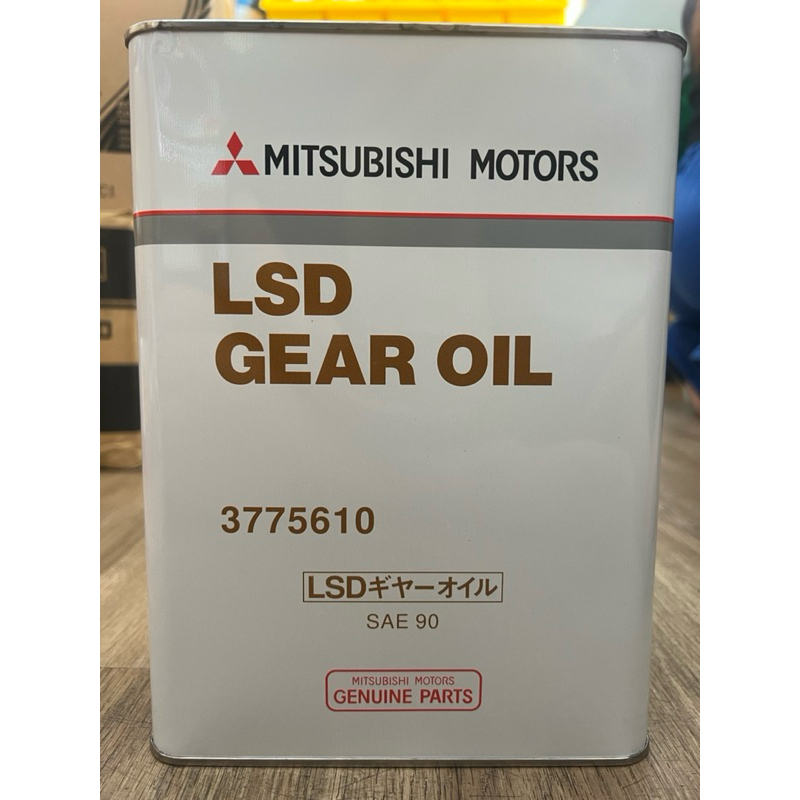 MITSUBISHI MOTORS
LSD
GEAR OIL
3775610
LSDギヤーオイル
SAE 90
MITSUBISHI MOTORS
GENUINE PARTS